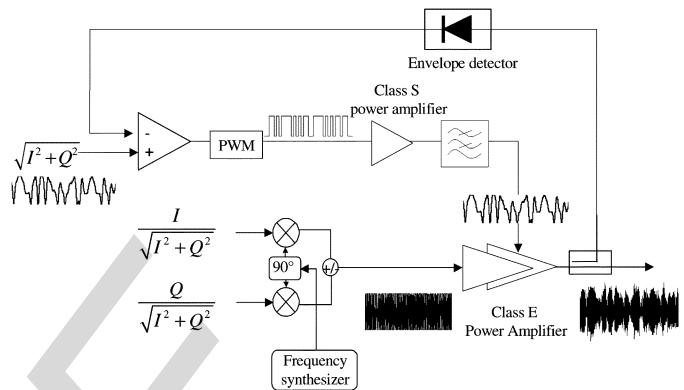 Envelope detector
Class S
power amplifier
-
+
PWM
√I² + Q²
I
√I² + Q²
Q
√I² + Q²
90°
+/-
Frequency
synthesizer
Class E
Power Amplifier